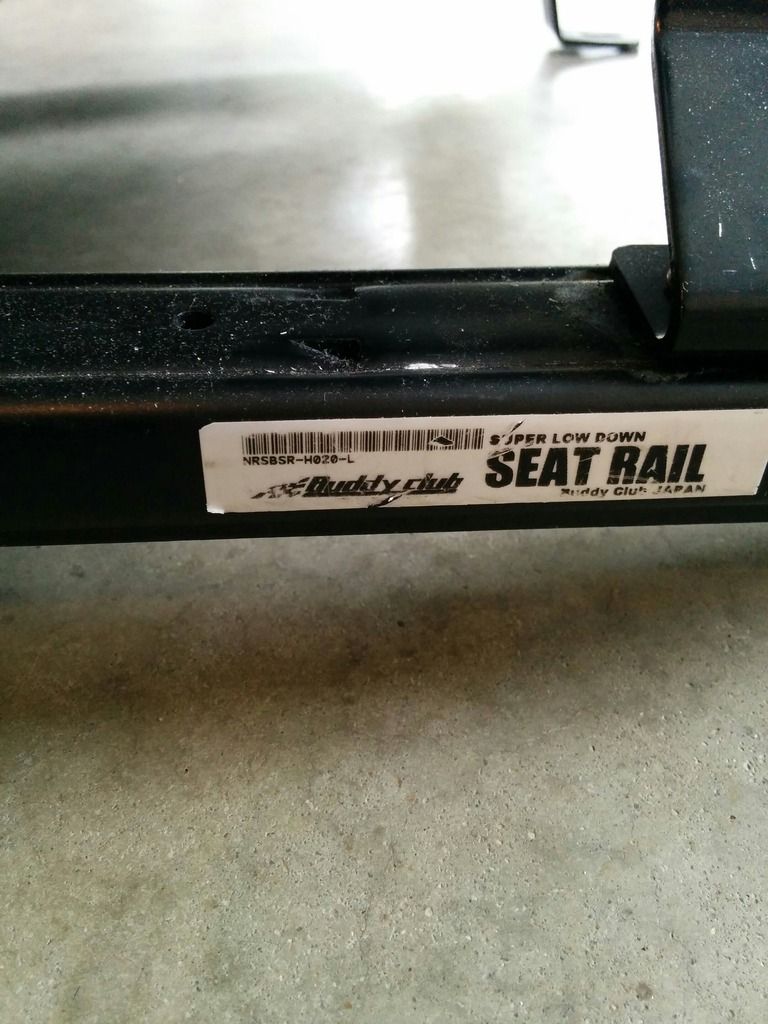 NRSBSR-H020-L
Buddy club
SUPER LOW DOWN
SEAT RAIL
Buddy Club JAPAN